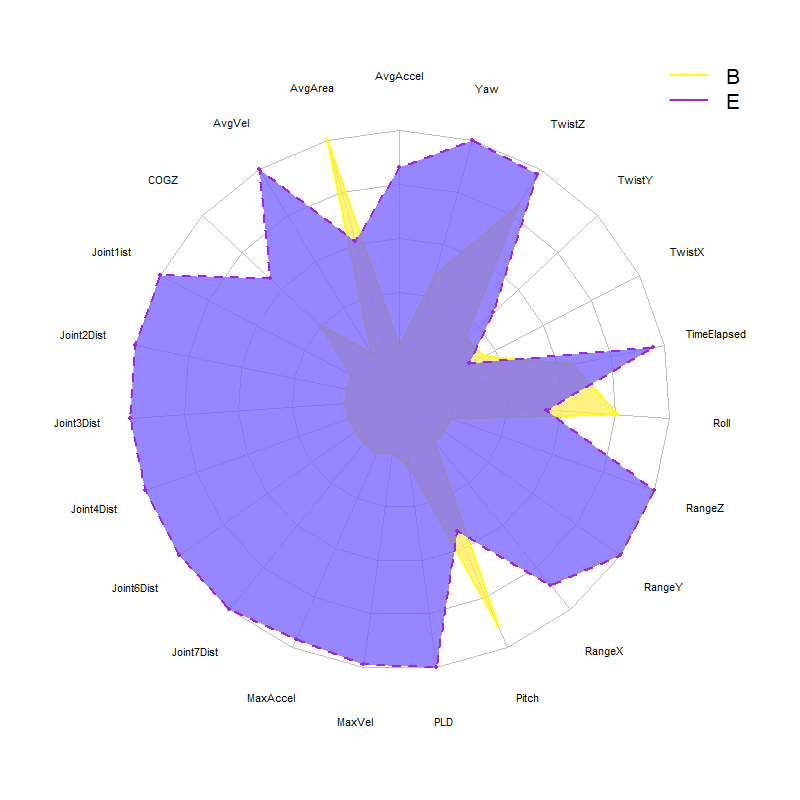 B
E
AvgAccel
Yaw
AvgArea
TwistZ
AvgVel
TwistY
COGZ
TwistX
Joint1ist
TimeElapsed
Joint2Dist
Roll
Joint3Dist
RangeZ
Joint4Dist
RangeY
Joint6Dist
RangeX
Joint7Dist
Pitch
MaxAccel
PLD
MaxVel